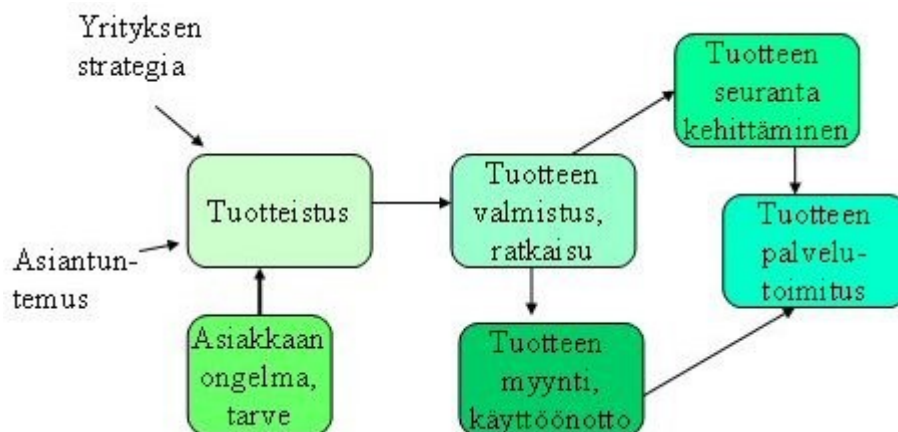 Yrityksen
strategia
Tuotteen
seuranta
kehittäminen
Tuotteistus
Tuotteen
valmistus,
ratkaisu
Tuotteen
palvelu-
toimitus
Asiantun-
temus
Asiakkaan
ongelma,
tarve
Tuotteen
myynti,
käyttöönotto